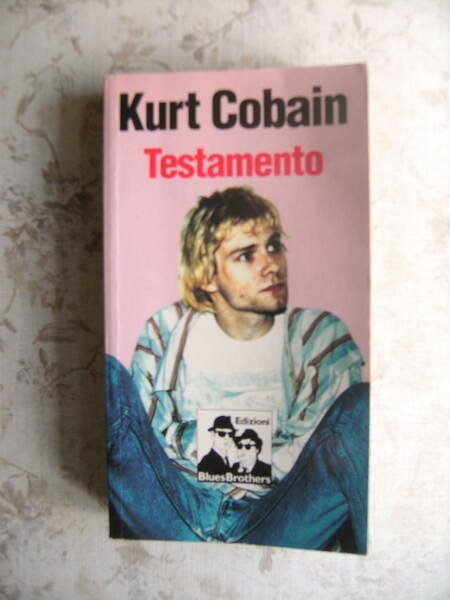 Kurt Cobain
Testamento
Edizioni
BluesBrothers